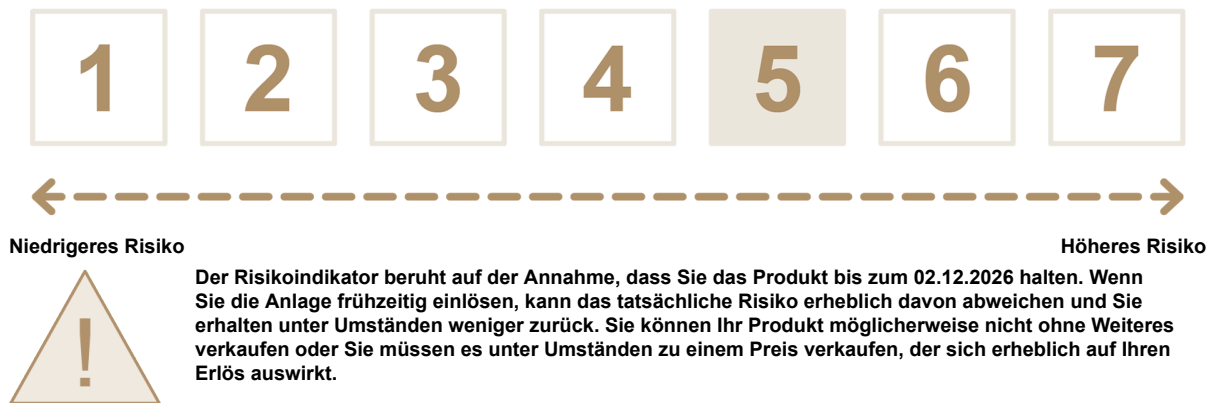 1 2 3 4 5 6 7
Niedrigeres Risiko Höheres Risiko
!
Der Risikoindikator beruht auf der Annahme, dass Sie das Produkt bis zum 02.12.2026 halten. Wenn
Sie die Anlage frühzeitig einlösen, kann das tatsächliche Risiko erheblich davon abweichen und Sie
erhalten unter Umständen weniger zurück. Sie können Ihr Produkt möglicherweise nicht ohne Weiteres
verkaufen oder Sie müssen es unter Umständen zu einem Preis verkaufen, der sich erheblich auf Ihren
Erlös auswirkt.